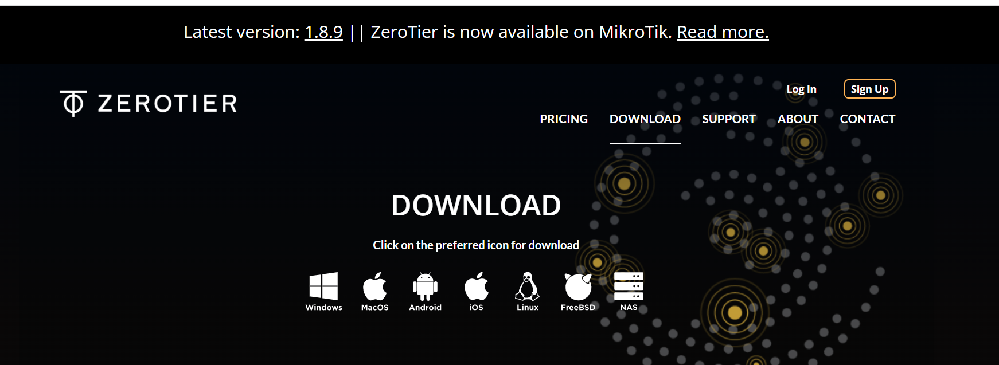 Latest version: 1.8.9 || ZeroTier is now available on MikroTik. Read more.
Log In Sign Up
ZEROTIER
PRICING DOWNLOAD SUPPORT ABOUT CONTACT
DOWNLOAD
Click on the preferred icon for download
Windows MacOS Android iOS Linux FreeBSD NAS